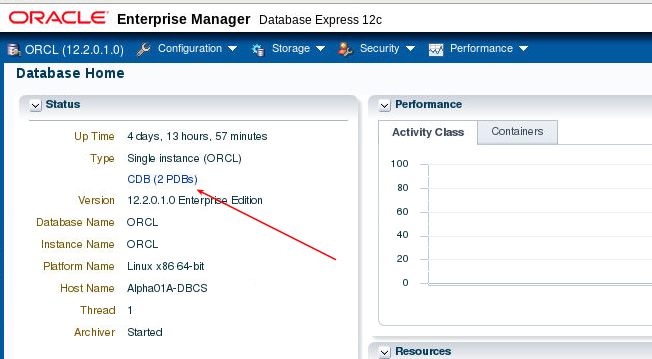 ORACLE Enterprise Manager Database Express 12c
ORCL (12.2.0.1.0) Configuration Storage Security Performance
Database Home
Status
Up Time 4 days, 13 hours, 57 minutes
Type Single instance (ORCL)
CDB (2 PDBs)
Version 12.2.0.1.0 Enterprise Edition
Database Name ORCL
Instance Name ORCL
Platform Name Linux x86 64-bit
Host Name Alpha01A-DBCS
Thread 1
Archiver Started
Performance
Activity Class Containers
100
80
60
40
20
0
Resources